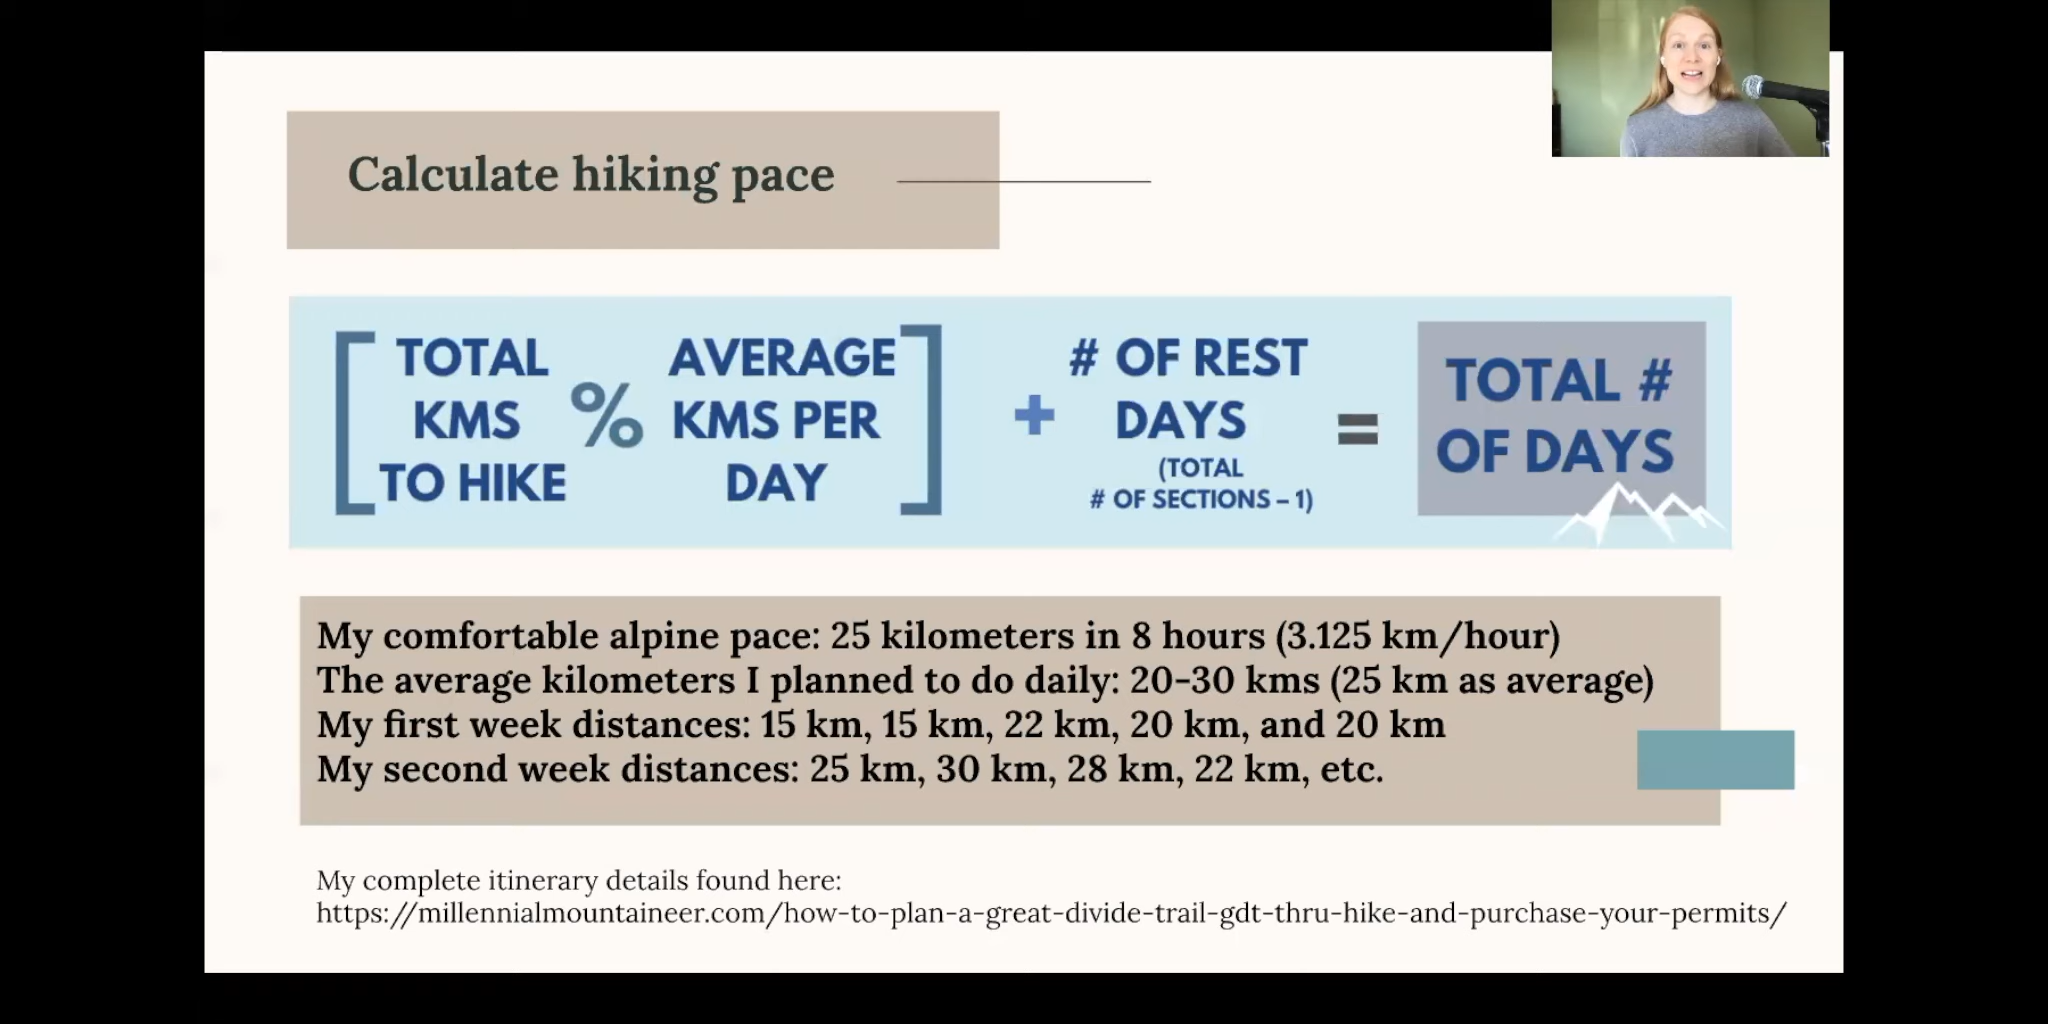 Calculate hiking pace
[ TOTAL KMS TO HIKE % AVERAGE KMS PER DAY ] + # OF REST DAYS (TOTAL # OF SECTIONS – 1) = TOTAL # OF DAYS
My comfortable alpine pace: 25 kilometers in 8 hours (3.125 km/hour)
The average kilometers I planned to do daily: 20-30 kms (25 km as average)
My first week distances: 15 km, 15 km, 22 km, 20 km, and 20 km
My second week distances: 25 km, 30 km, 28 km, 22 km, etc.
My complete itinerary details found here:
https://millennialmountaineer.com/how-to-plan-a-great-divide-trail-gdt-thru-hike-and-purchase-your-permits/